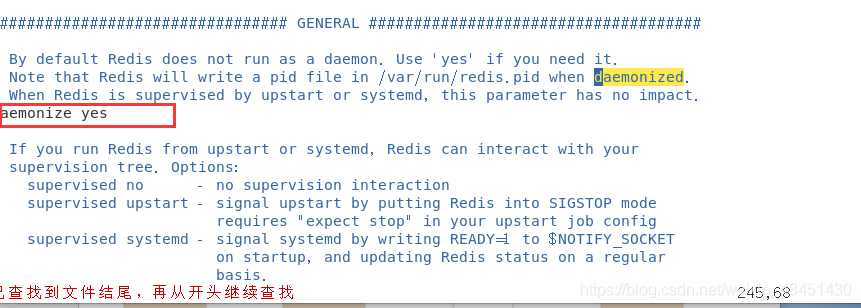 ################################ GENERAL #####################################
By default Redis does not run as a daemon. Use 'yes' if you need it.
Note that Redis will write a pid file in /var/run/redis.pid when daemonized.
When Redis is supervised by upstart or systemd, this parameter has no impact.
aemonize yes
If you run Redis from upstart or systemd, Redis can interact with your
supervision tree. Options:
supervised no - no supervision interaction
supervised upstart - signal upstart by putting Redis into SIGSTOP mode
requires "expect stop" in your upstart job config
supervised systemd - signal systemd by writing READY=1 to $NOTIFY_SOCKET
on startup, and updating Redis status on a regular
basis.
已查找到文件结尾，再从开头继续查找 245,68